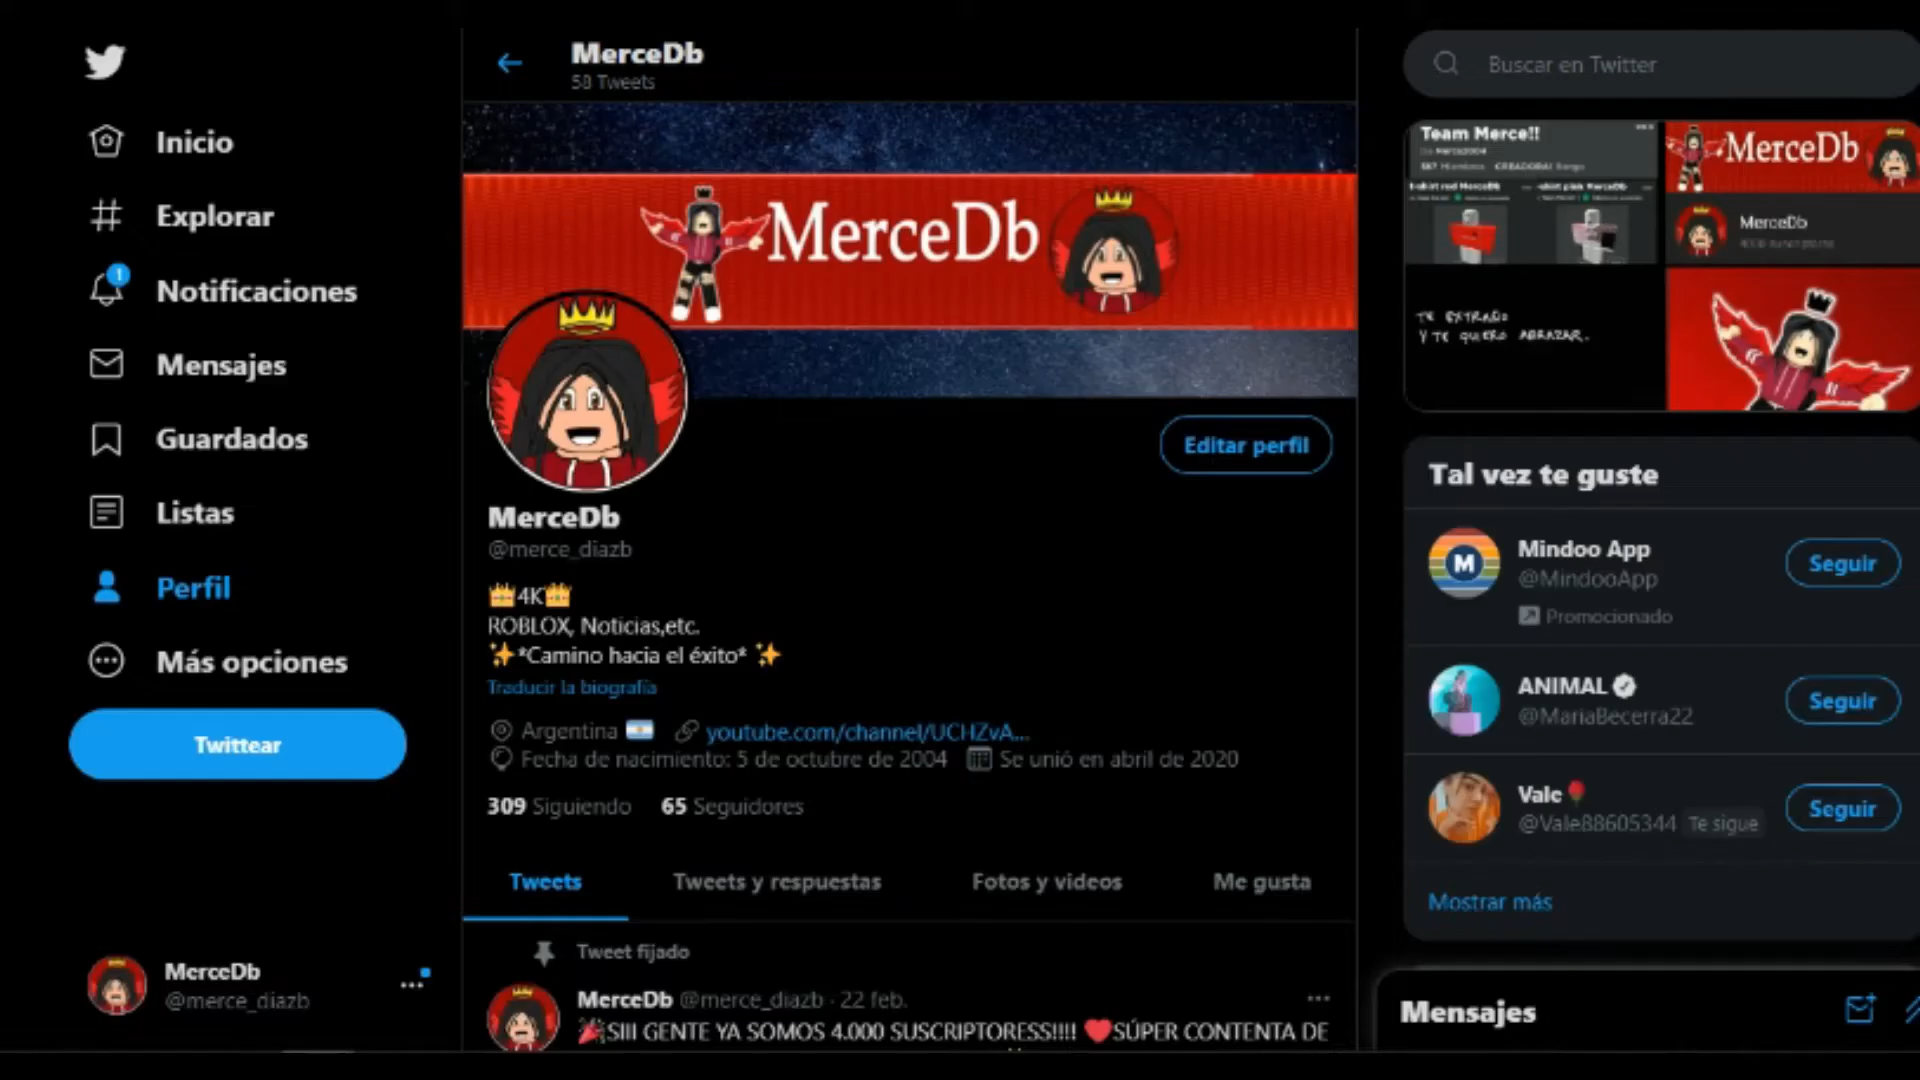 MerceDb
58 Tweets
Inicio
Explorar
1
Notificaciones
Mensajes
Guardados
Listas
Perfil
Más opciones
Twittear
MerceDb
@merce_diazb
MerceDb
Editar perfil
MerceDb
@merce_diazb
👑4K👑
ROBLOX, Noticias,etc.
✨*Camino hacia el éxito* ✨
Traducir la biografía
Argentina 🇦🇷 youtube.com/channel/UCHZvA...
Fecha de nacimiento: 5 de octubre de 2004 Se unió en abril de 2020
309 Siguiendo 65 Seguidores
Tweets Tweets y respuestas Fotos y videos Me gusta
Tweet fijado
MerceDb @merce_diazb · 22 feb.
🎉SIII GENTE YA SOMOS 4.000 SUSCRIPTORESS!!!! ❤️SÚPER CONTENTA DE
Buscar en Twitter
Team Merce!!
MerceDb
MerceDb
TE EXTRAÑO
Y TE QUIERO ABRAZAR.
Tal vez te guste
M
Mindoo App
@MindooApp
Promocionado
Seguir
ANIMAL
@MariaBecerra22
Seguir
Vale🌹
@Vale88605344 Te sigue
Seguir
Mostrar más
Mensajes